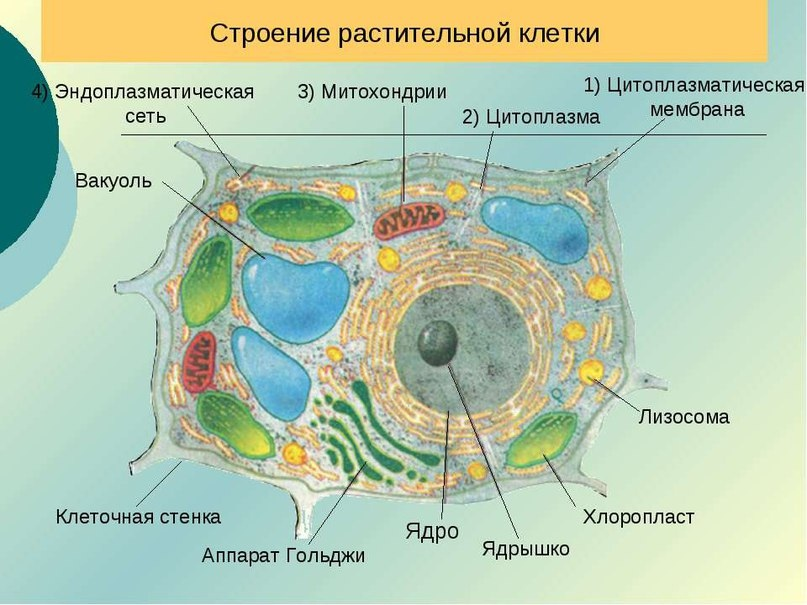 Строение растительной клетки
4) Эндоплазматическая
сеть
3) Митохондрии
2) Цитоплазма
1) Цитоплазматическая
мембрана
Вакуоль
Лизосома
Клеточная стенка
Аппарат Гольджи
Ядро
Ядрышко
Хлоропласт